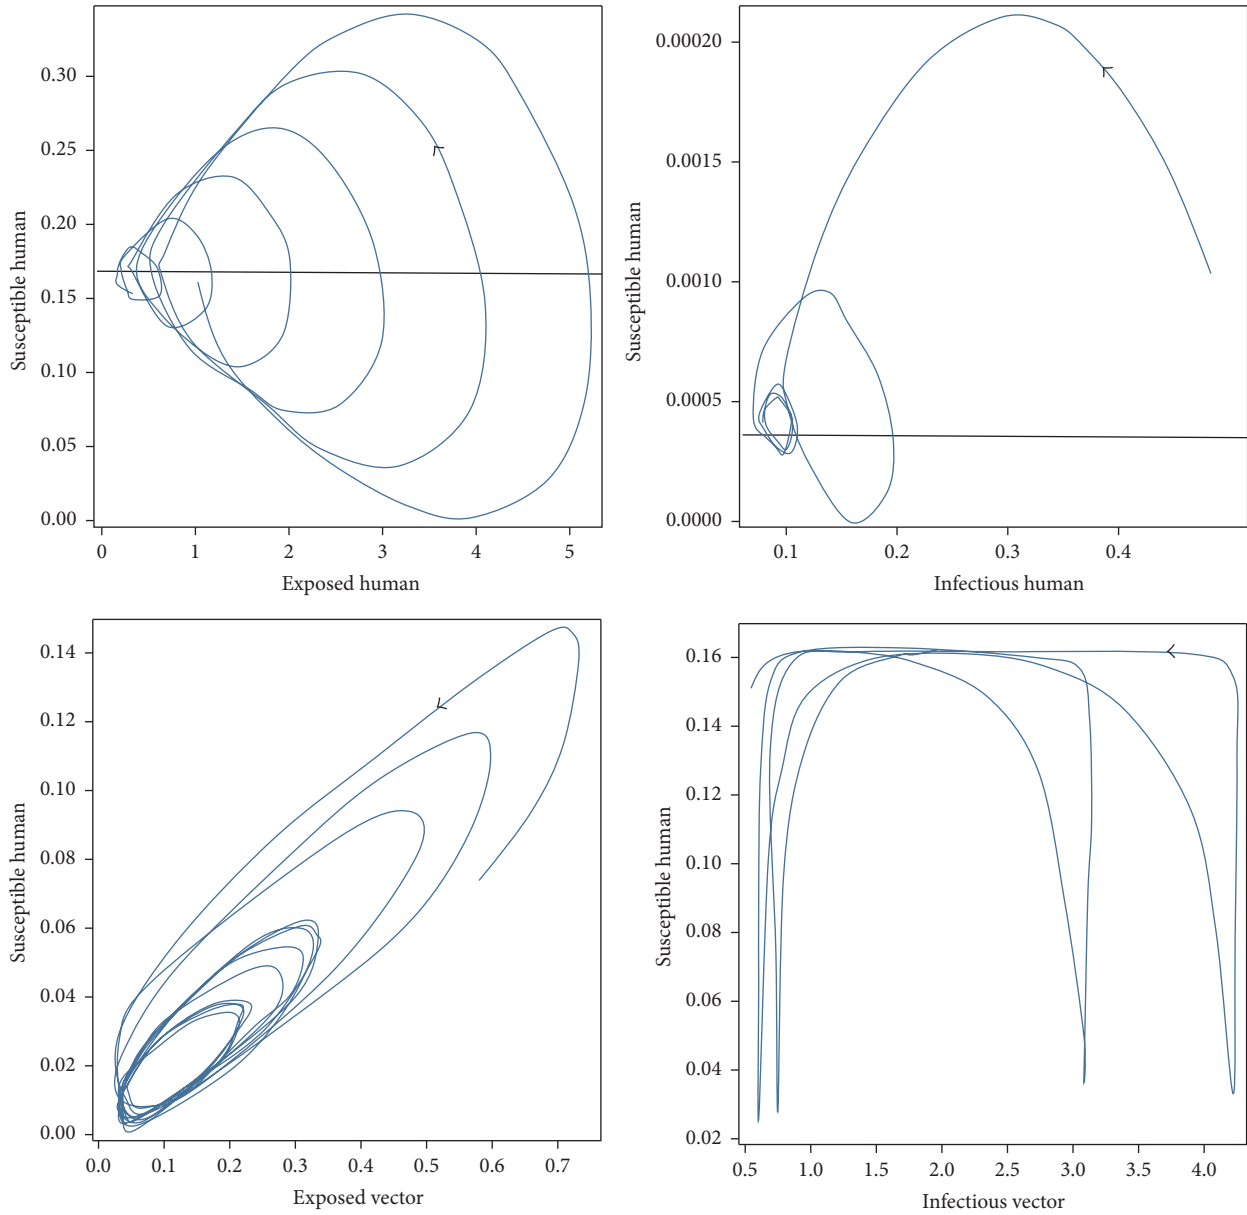 Susceptible human
0.30
0.25
0.20
0.15
0.10
0.05
0.00
0 1 2 3 4 5
Exposed human
Susceptible human
0.00020
0.0015
0.0010
0.0005
0.0000
0.1 0.2 0.3 0.4
Infectious human
Susceptible human
0.14
0.12
0.10
0.08
0.06
0.04
0.02
0.00
0.0 0.1 0.2 0.3 0.4 0.5 0.6 0.7
Exposed vector
Susceptible human
0.16
0.14
0.12
0.10
0.06
0.04
0.02
0.5 1.0 1.5 2.0 2.5 3.0 3.5 4.0
Infectious vector